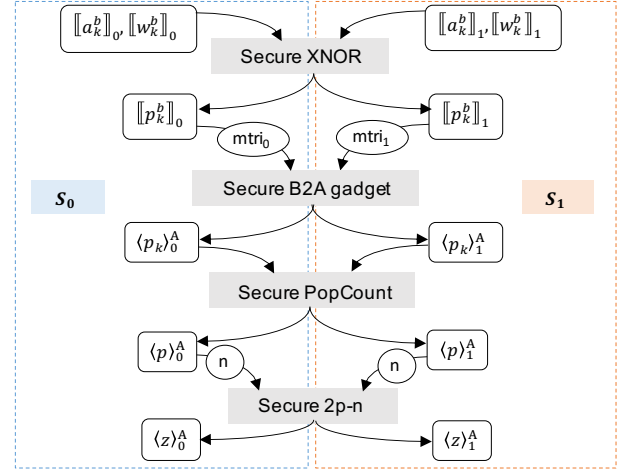 ⟦a_k^b⟧_0, ⟦w_k^b⟧_0
⟦a_k^b⟧_1, ⟦w_k^b⟧_1
Secure XNOR
⟦p_k^b⟧_0
⟦p_k^b⟧_1
mtri_0
mtri_1
Secure B2A gadget
S_0
S_1
⟨p_k⟩_0^A
⟨p_k⟩_1^A
Secure PopCount
⟨p⟩_0^A
⟨p⟩_1^A
n
n
Secure 2p-n
⟨z⟩_0^A
⟨z⟩_1^A